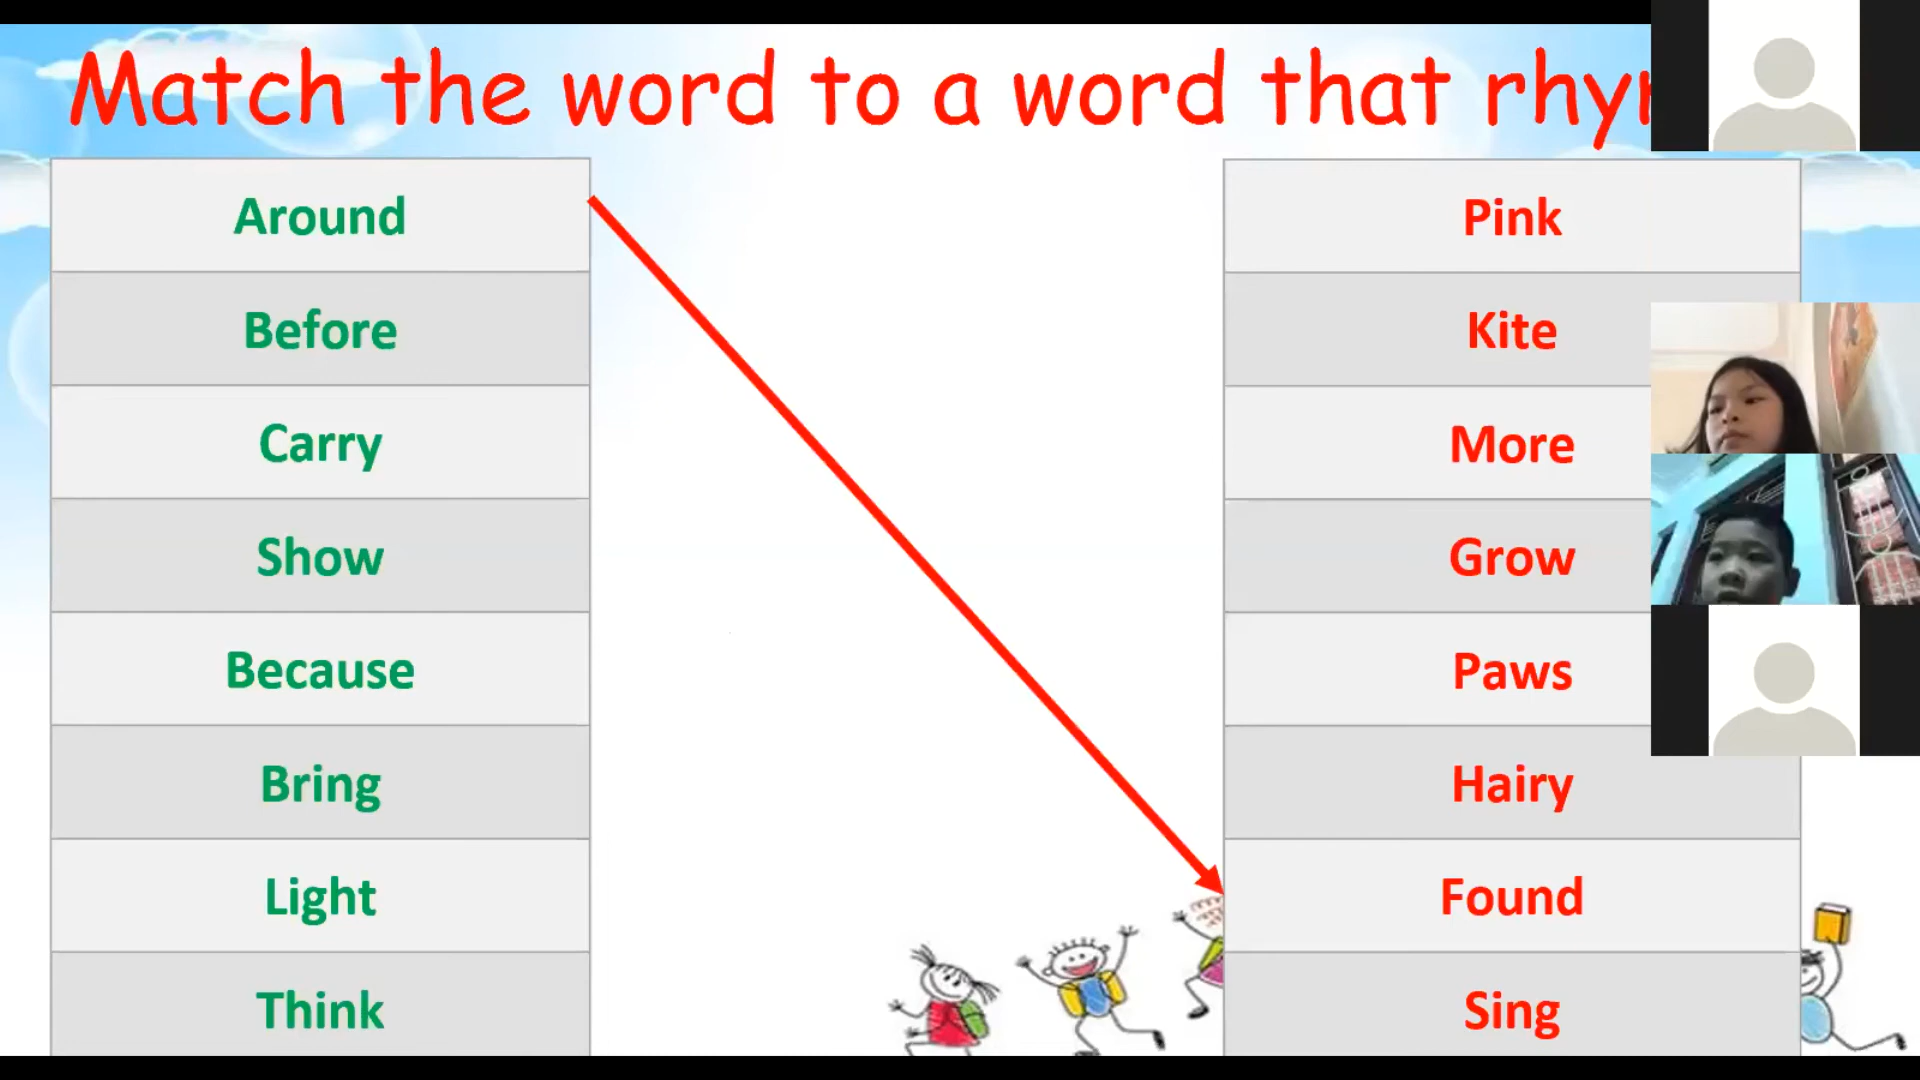 Match the word to a word that
Around
Before
Carry
Show
Because
Bring
Light
Think
Pink
Kite
More
Grow
Paws
Hairy
Found
Sing